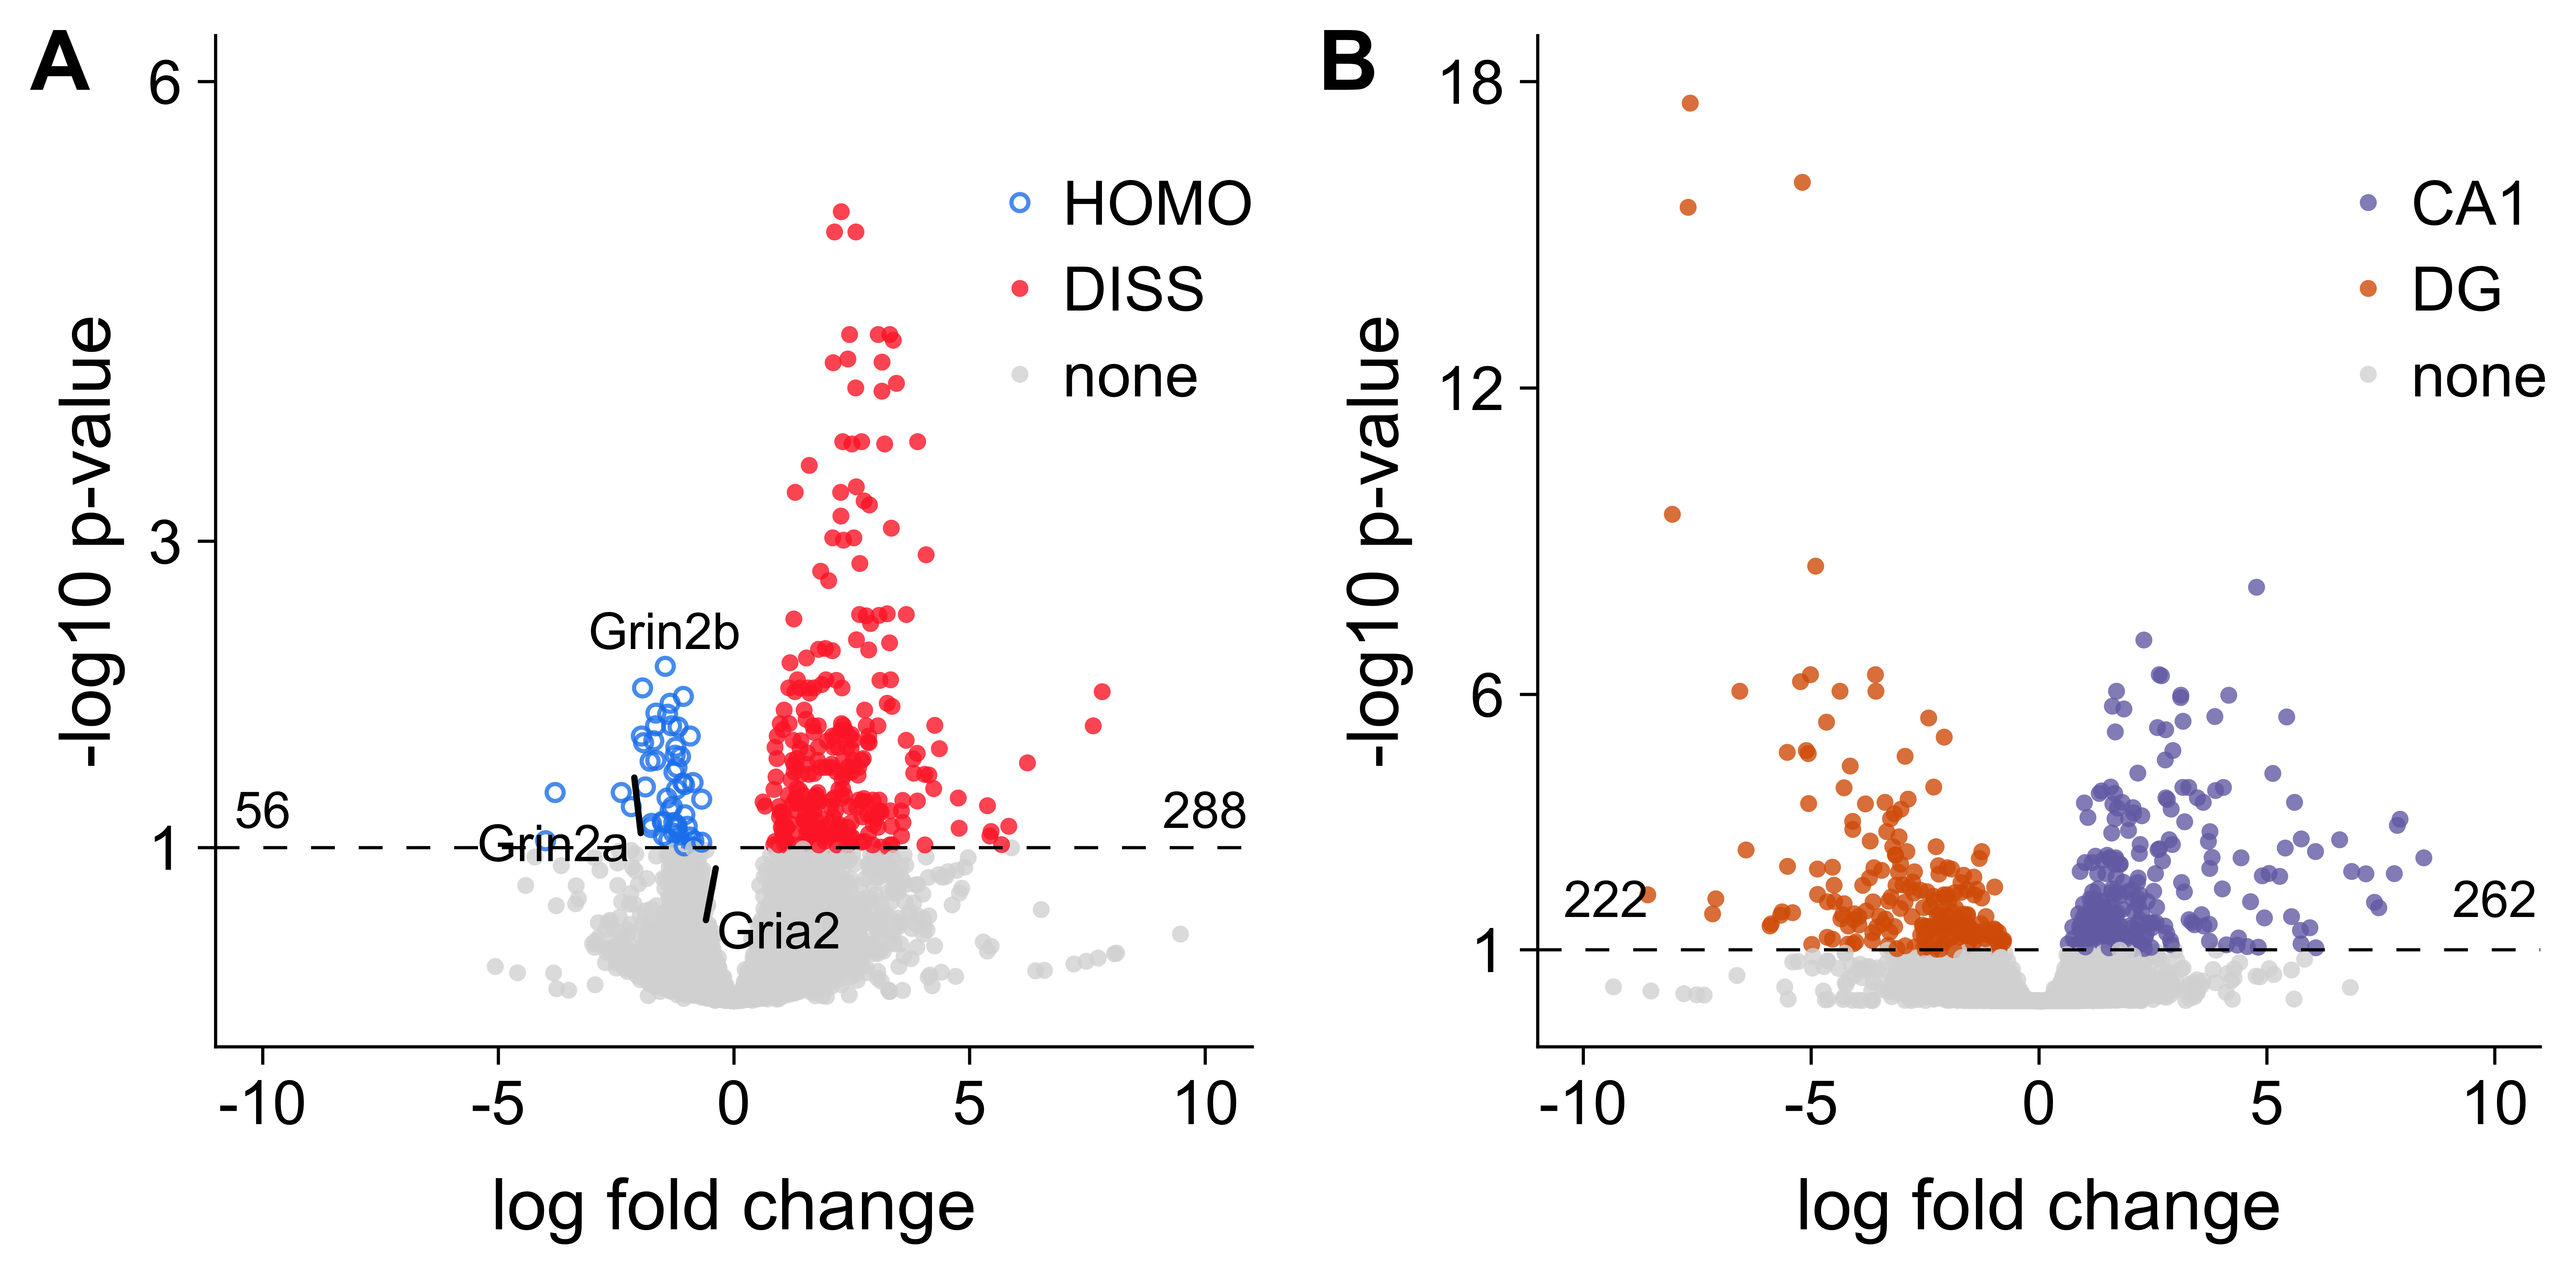 A
6
3
1
-log10 p-value
HOMO
DISS
none
Grin2b
56
288
Grin2a
Gria2
-10 -5 0 5 10
log fold change
B
18
12
6
1
-log10 p-value
CA1
DG
none
222
262
-10 -5 0 5 10
log fold change